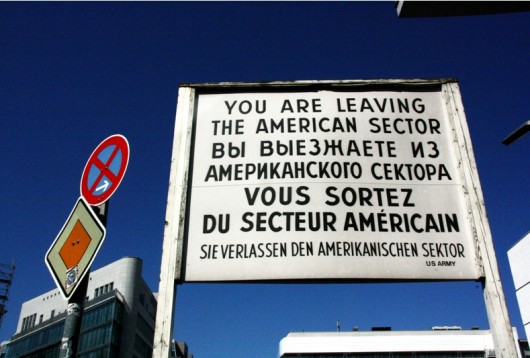 YOU ARE LEAVING
THE AMERICAN SECTOR
ВЫ ВЫЕЗЖАЕТЕ ИЗ
АМЕРИКАНСКОГО СЕКТОРА
VOUS SORTEZ
DU SECTEUR AMÉRICAIN
SIE VERLASSEN DEN AMERIKANISCHEN SEKTOR
US ARMY